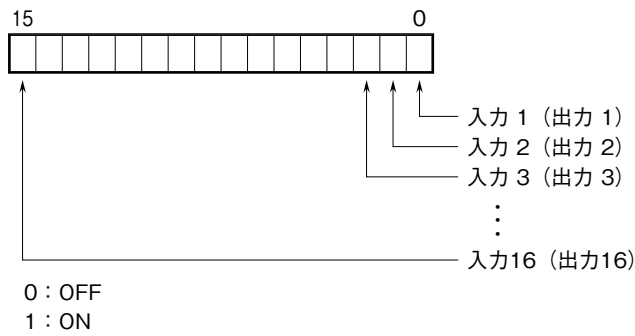 15 0
入力 1（出力 1）
入力 2（出力 2）
入力 3（出力 3）
⋮
入力16（出力16）
0：OFF
1：ON